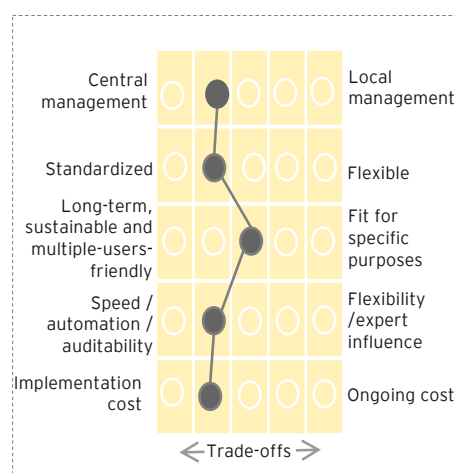 Central
management
Local
management
Standardized
Flexible
Long-term,
sustainable and
multiple-users-
friendly
Fit for
specific
purposes
Speed /
automation /
auditability
Flexibility
/expert
influence
Implementation
cost
Ongoing cost
Trade-offs